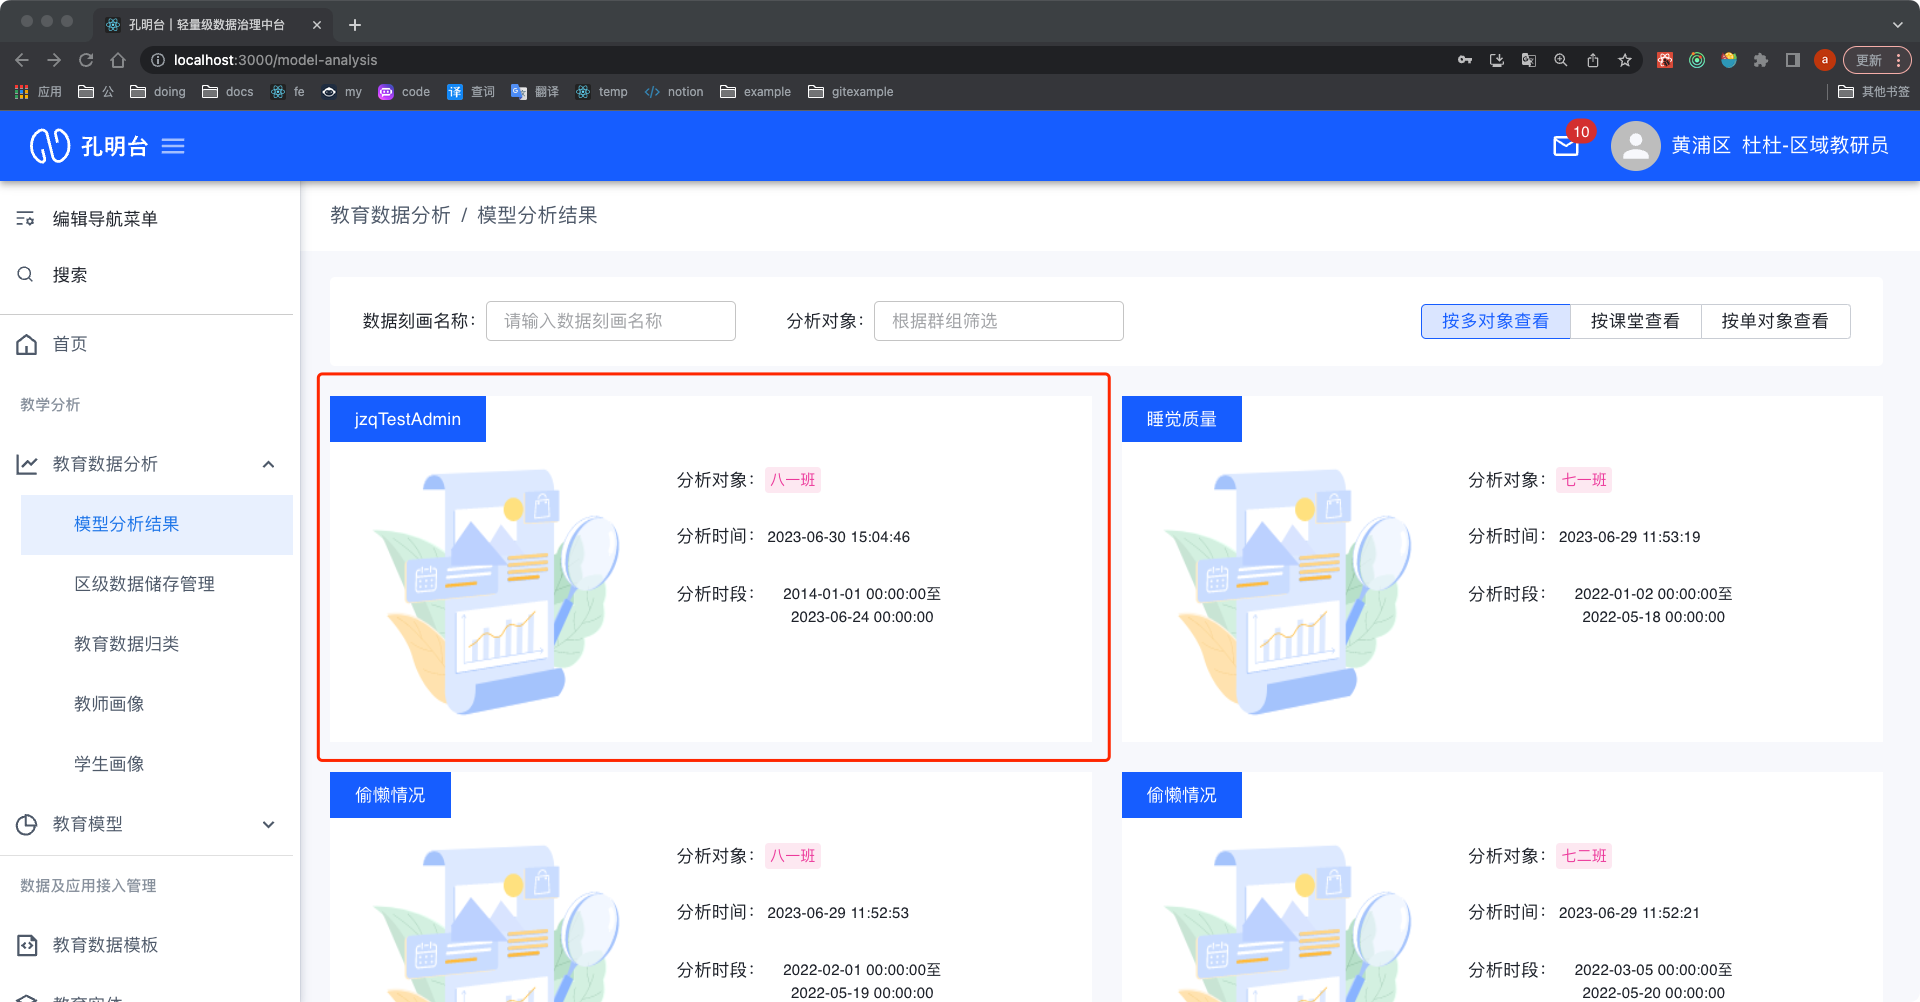 孔明台 | 轻量级数据治理中台
localhost:3000/model-analysis
a
更新
应用
公
doing
docs
fe
my
code
译 查词
翻译
temp
notion
example
gitexample
其他书签
孔明台
10
黄浦区 杜杜-区域教研员
编辑导航菜单
搜索
首页
教学分析
教育数据分析
模型分析结果
区级数据储存管理
教育数据归类
教师画像
学生画像
教育模型
数据及应用接入管理
教育数据模板
教育数据分析 / 模型分析结果
数据刻画名称： 请输入数据刻画名称
分析对象： 根据群组筛选
按多对象查看 按课堂查看 按单对象查看
jzqTestAdmin
分析对象： 八一班
分析时间： 2023-06-30 15:04:46
分析时段： 2014-01-01 00:00:00至
2023-06-24 00:00:00
睡觉质量
分析对象： 七一班
分析时间： 2023-06-29 11:53:19
分析时段： 2022-01-02 00:00:00至
2022-05-18 00:00:00
偷懒情况
分析对象： 八一班
分析时间： 2023-06-29 11:52:53
分析时段： 2022-02-01 00:00:00至
2022-05-19 00:00:00
偷懒情况
分析对象： 七二班
分析时间： 2023-06-29 11:52:21
分析时段： 2022-03-05 00:00:00至
2022-05-20 00:00:00